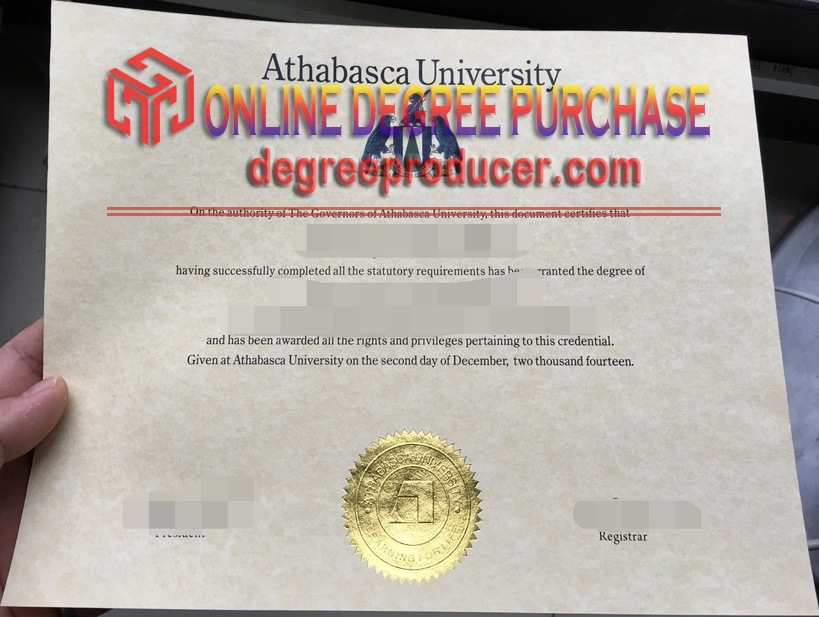 Athabasca University
ONLINE DEGREE PURCHASE
degreeproducer.com
On the authority of The Governors of Athabasca University, this document certifies that
having successfully completed all the statutory requirements has granted the degree of
and has been awarded all the rights and privileges pertaining to this credential.
Given at Athabasca University on the second day of December, two thousand fourteen.
ATHABASCA UNIVERSITY
LEARNING FOR LIFE
President
Registrar